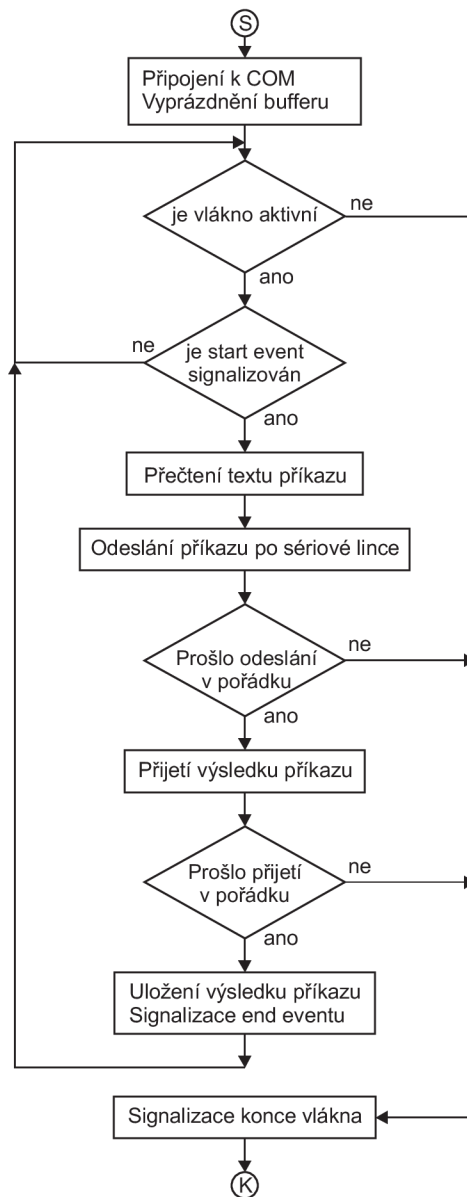 S
Připojení k COM
Vyprázdnění bufferu
je vlákno aktivní
ne
ano
ne
je start event
signalizován
ano
Přečtení textu příkazu
Odeslání příkazu po sériové lince
Prošlo odeslání
v pořádku
ne
ano
Přijetí výsledku příkazu
Prošlo přijetí
v pořádku
ne
ano
Uložení výsledku příkazu
Signalizace end eventu
Signalizace konce vlákna
K